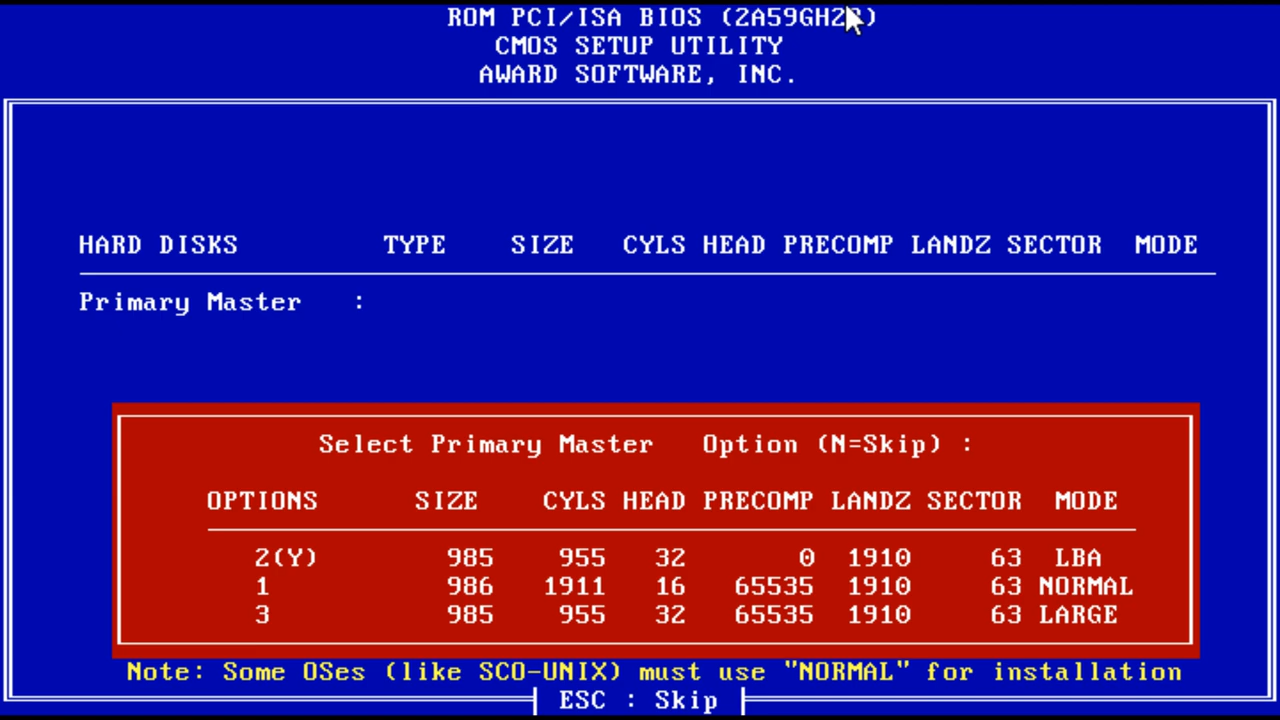 ROM PCI/ISA BIOS (2A59GH2 )
CMOS SETUP UTILITY
AWARD SOFTWARE, INC.
HARD DISKS TYPE SIZE CYLS HEAD PRECOMP LANDZ SECTOR MODE
Primary Master :
Select Primary Master Option (N=Skip) :
OPTIONS SIZE CYLS HEAD PRECOMP LANDZ SECTOR MODE
2(Y) 985 955 32 0 1910 63 LBA
1 986 1911 16 65535 1910 63 NORMAL
3 985 955 32 65535 1910 63 LARGE
Note: Some OSes (like SCO-UNIX) must use "NORMAL" for installation
ESC : Skip